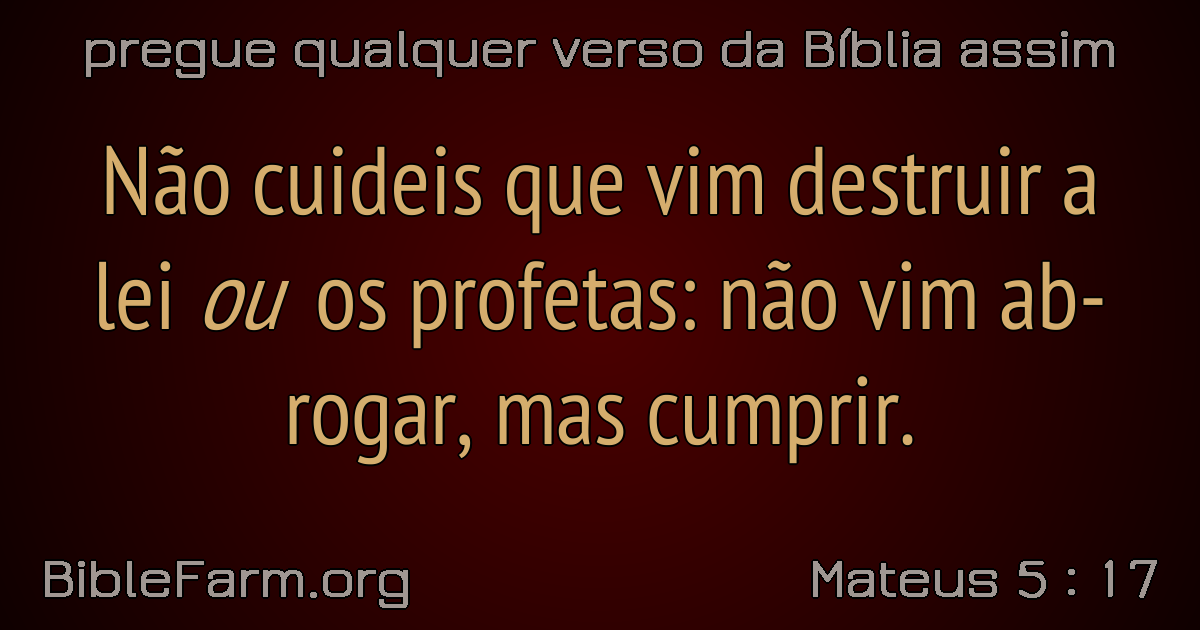 pregue qualquer verso da Bíblia assim
Não cuideis que vim destruir a
lei ou os profetas: não vim ab-
rogar, mas cumprir.
BibleFarm.org
Mateus 5 : 17